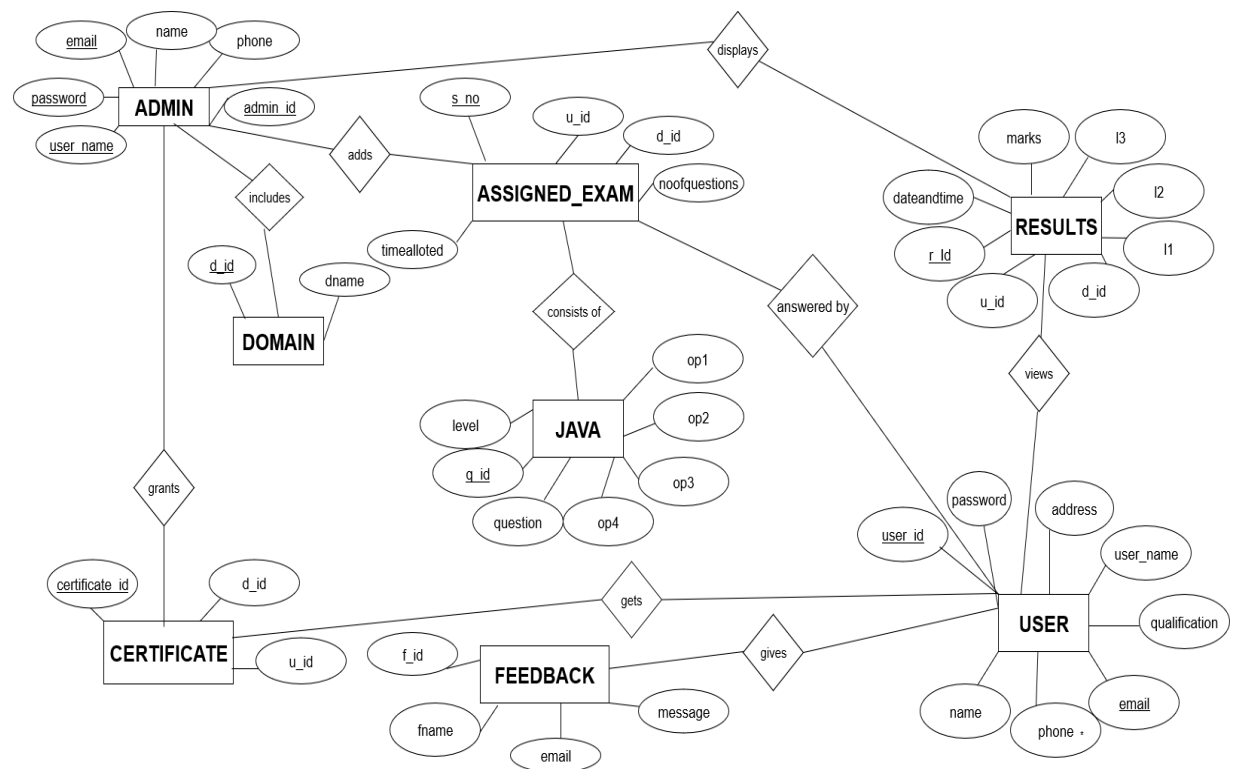 name
email
phone
displays
password
ADMIN
admin_id
user_name
s_no
u_id
d_id
adds
noofquestions
ASSIGNED_EXAM
includes
timealloted
marks
l3
l2
dateandtime
RESULTS
l1
r_Id
u_id
d_id
d_id
dname
DOMAIN
consists of
answered by
views
op1
level
JAVA
op2
q_id
op3
question
op4
grants
password
address
user_id
user_name
certificate_id
d_id
gets
USER
qualification
CERTIFICATE
u_id
f_id
FEEDBACK
gives
fname
message
email
name
email
phone *